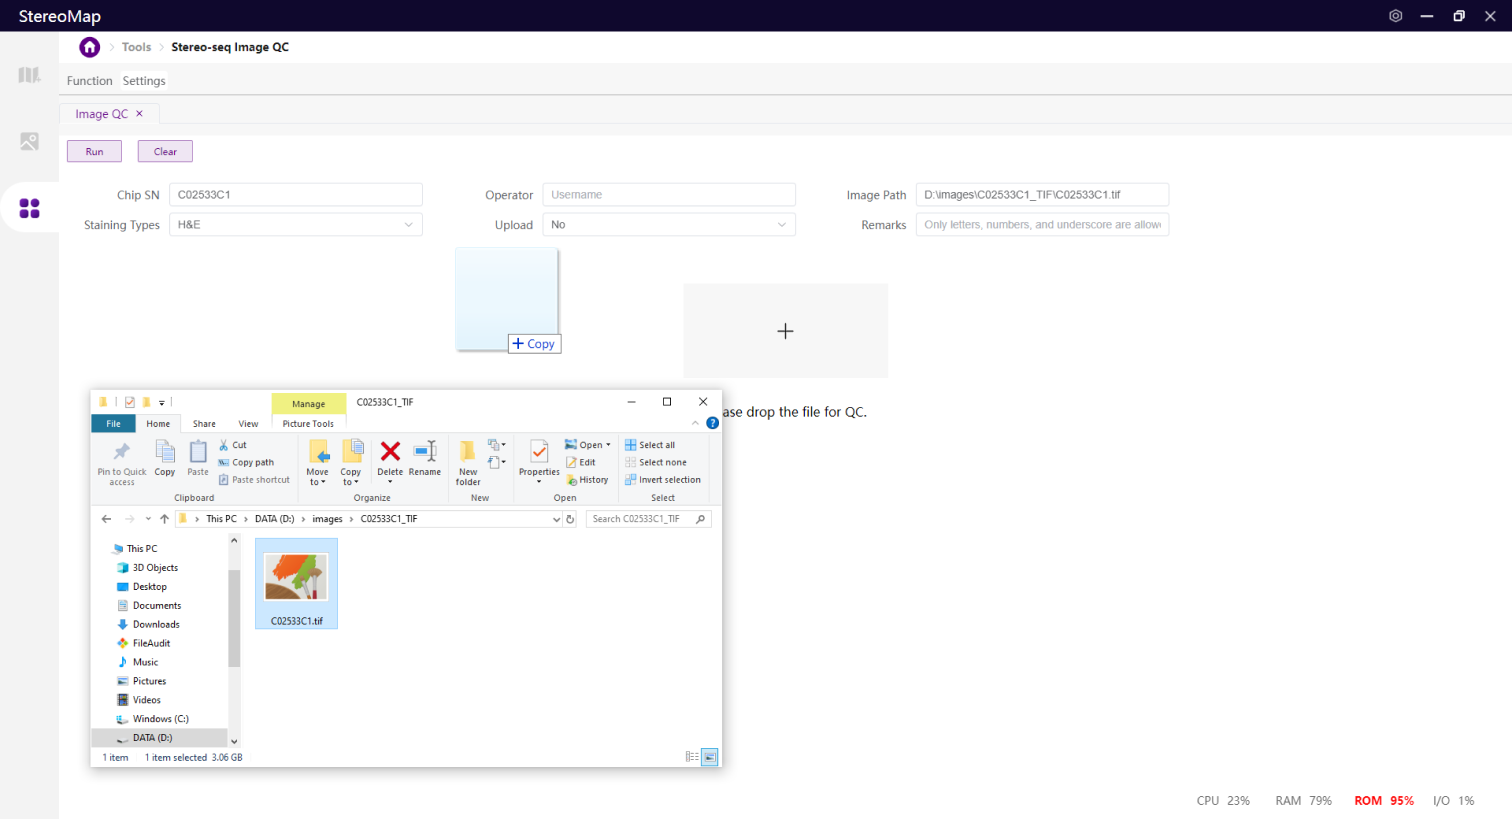 StereoMap
Tools
Stereo-seq Image QC
Function Settings
Image QC ×
Run Clear
Chip SN C02533C1 Operator Username Image Path D:\images\C02533C1_TIF\C02533C1.tif
Staining Types H&E Upload No Remarks Only letters, numbers, and underscore are allowe
+ Copy
ase drop the file for QC.
Manage C02533C1_TIF
File Home Share View Picture Tools
Pin to Quick access
Copy
Paste
Cut
Copy path
Paste shortcut
Move to
Copy to
Delete
Rename
New folder
Properties
Open
Edit
History
Select all
Select none
Invert selection
Clipboard Organize New Open Select
This PC > DATA (D:) > images > C02533C1_TIF
Search C02533C1_TIF
This PC
3D Objects
Desktop
Documents
Downloads
FileAudit
Music
Pictures
Videos
Windows (C:)
DATA (D:)
C02533C1.tif
1 item 1 item selected 3.06 GB
CPU 23% RAM 79% ROM 95% I/O 1%